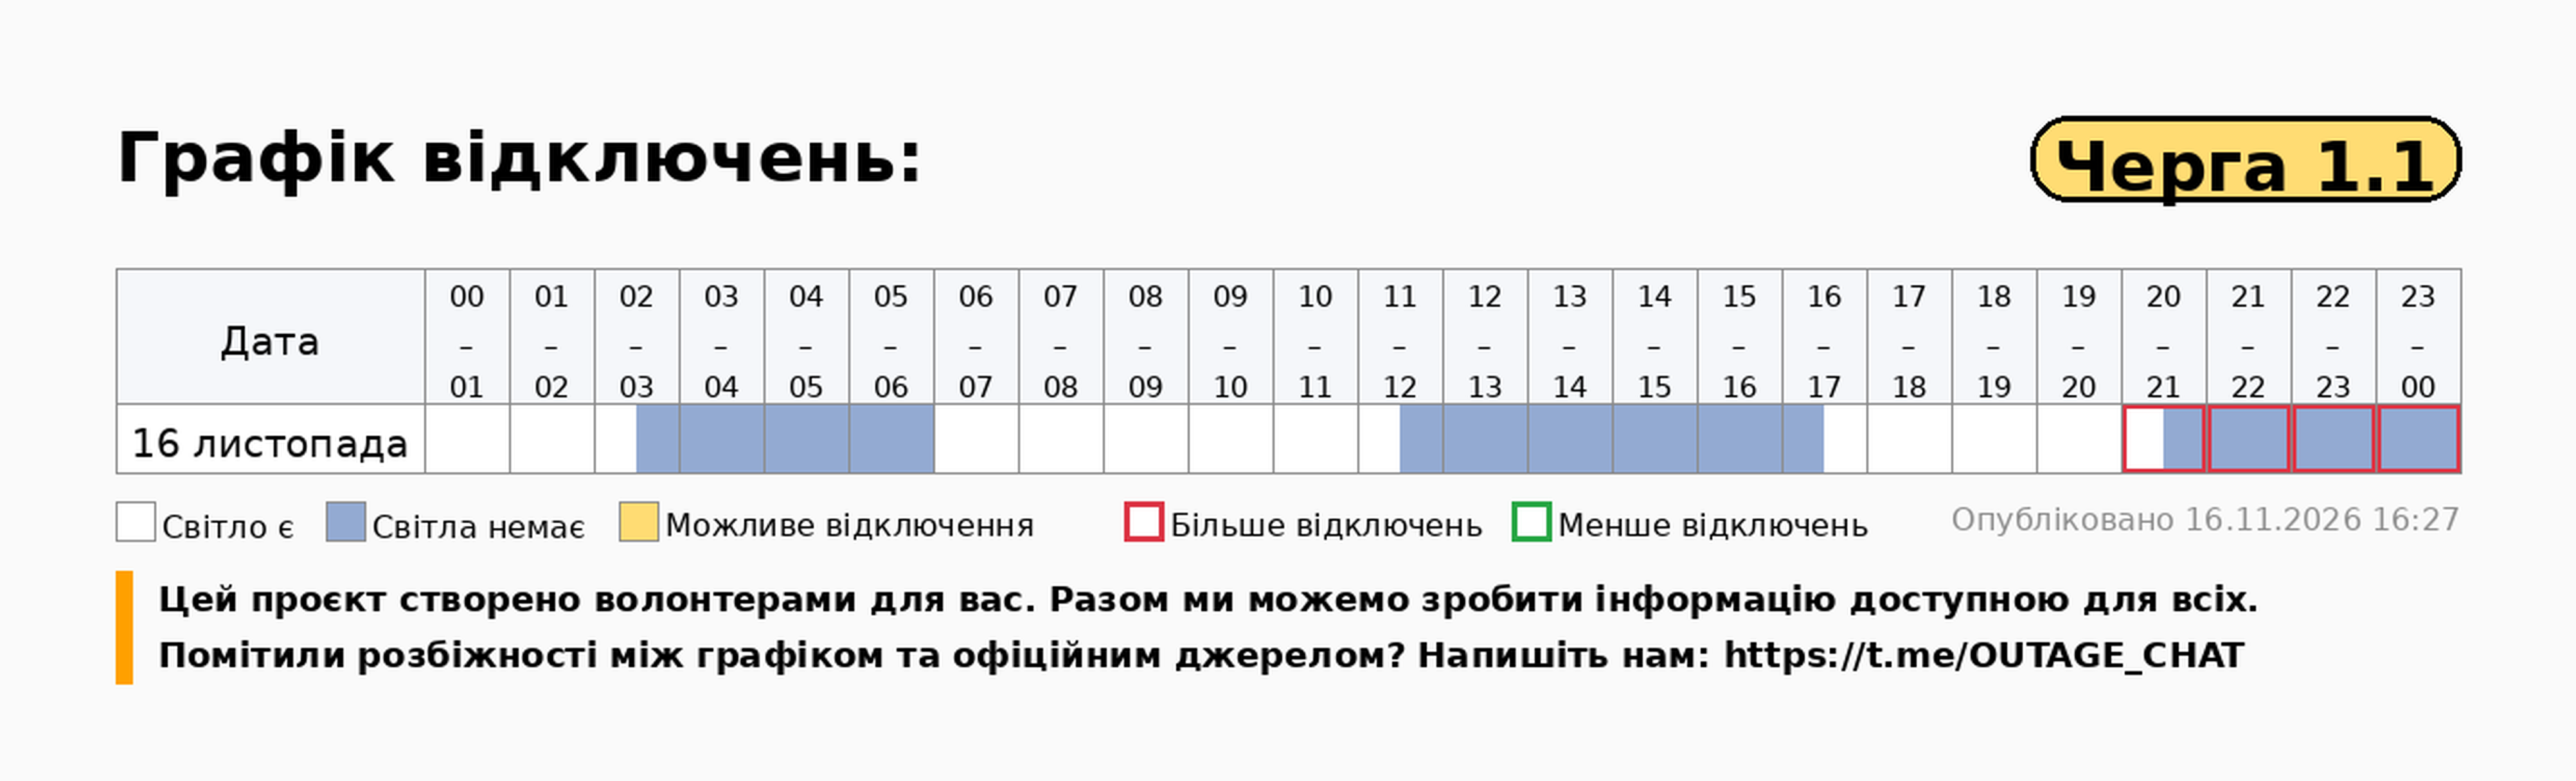 Графік відключень:
Черга 1.1
Дата 00 – 01 01 – 02 02 – 03 03 – 04 04 – 05 05 – 06 06 – 07 07 – 08 08 – 09 09 – 10 10 – 11 11 – 12 12 – 13 13 – 14 14 – 15 15 – 16 16 – 17 17 – 18 18 – 19 19 – 20 20 – 21 21 – 22 22 – 23 23 – 00
16 листопада
Світло є Світла немає Можливе відключення Більше відключень Менше відключень Опубліковано 16.11.2026 16:27
Цей проєкт створено волонтерами для вас. Разом ми можемо зробити інформацію доступною для всіх.
Помітили розбіжності між графіком та офіційним джерелом? Напишіть нам: https://t.me/OUTAGE_CHAT